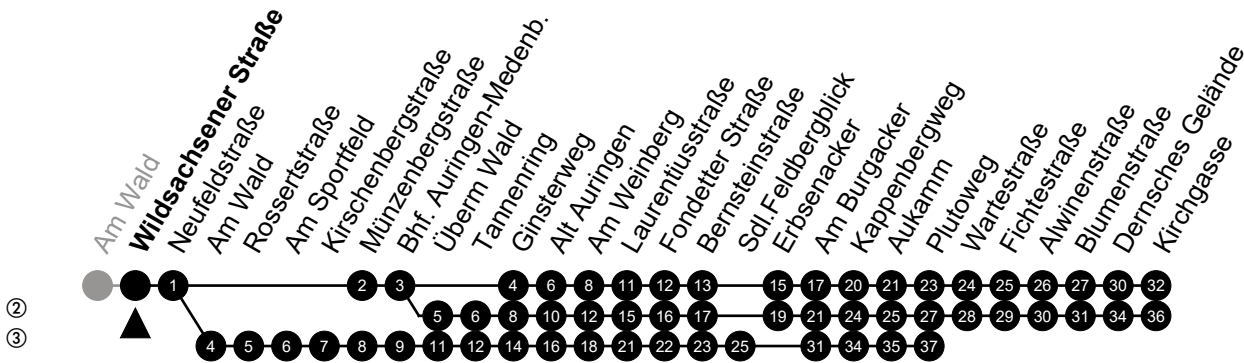 Am Wald
Wildsachsener Straße
Neufeldstraße
Am Wald
Rossertstraße
Am Sportfeld
Kirschenbergstraße
Münzenbergstraße
Bhf. Auringen-Medenb.
Überm Wald
Tannenring
Ginsterweg
Alt Auringen
Am Weinberg
Laurentiusstraße
Fondetter Straße
Bernsteinstraße
Sdl.Feldbergblick
Erbsenacker
Am Burgacker
Kappenbergweg
Aukamm
Plutoweg
Wartestraße
Fichtestraße
Alwinenstraße
Blumenstraße
Dernsches Gelände
Kirchgasse
1 2 3 4 6 8 11 12 13 15 17 20 21 23 24 25 26 27 30 32
② 5 6 8 10 12 15 16 17 19 21 24 25 27 28 29 30 31 34 36
③ 4 5 6 7 8 9 11 12 14 16 18 21 22 23 25 31 34 35 37